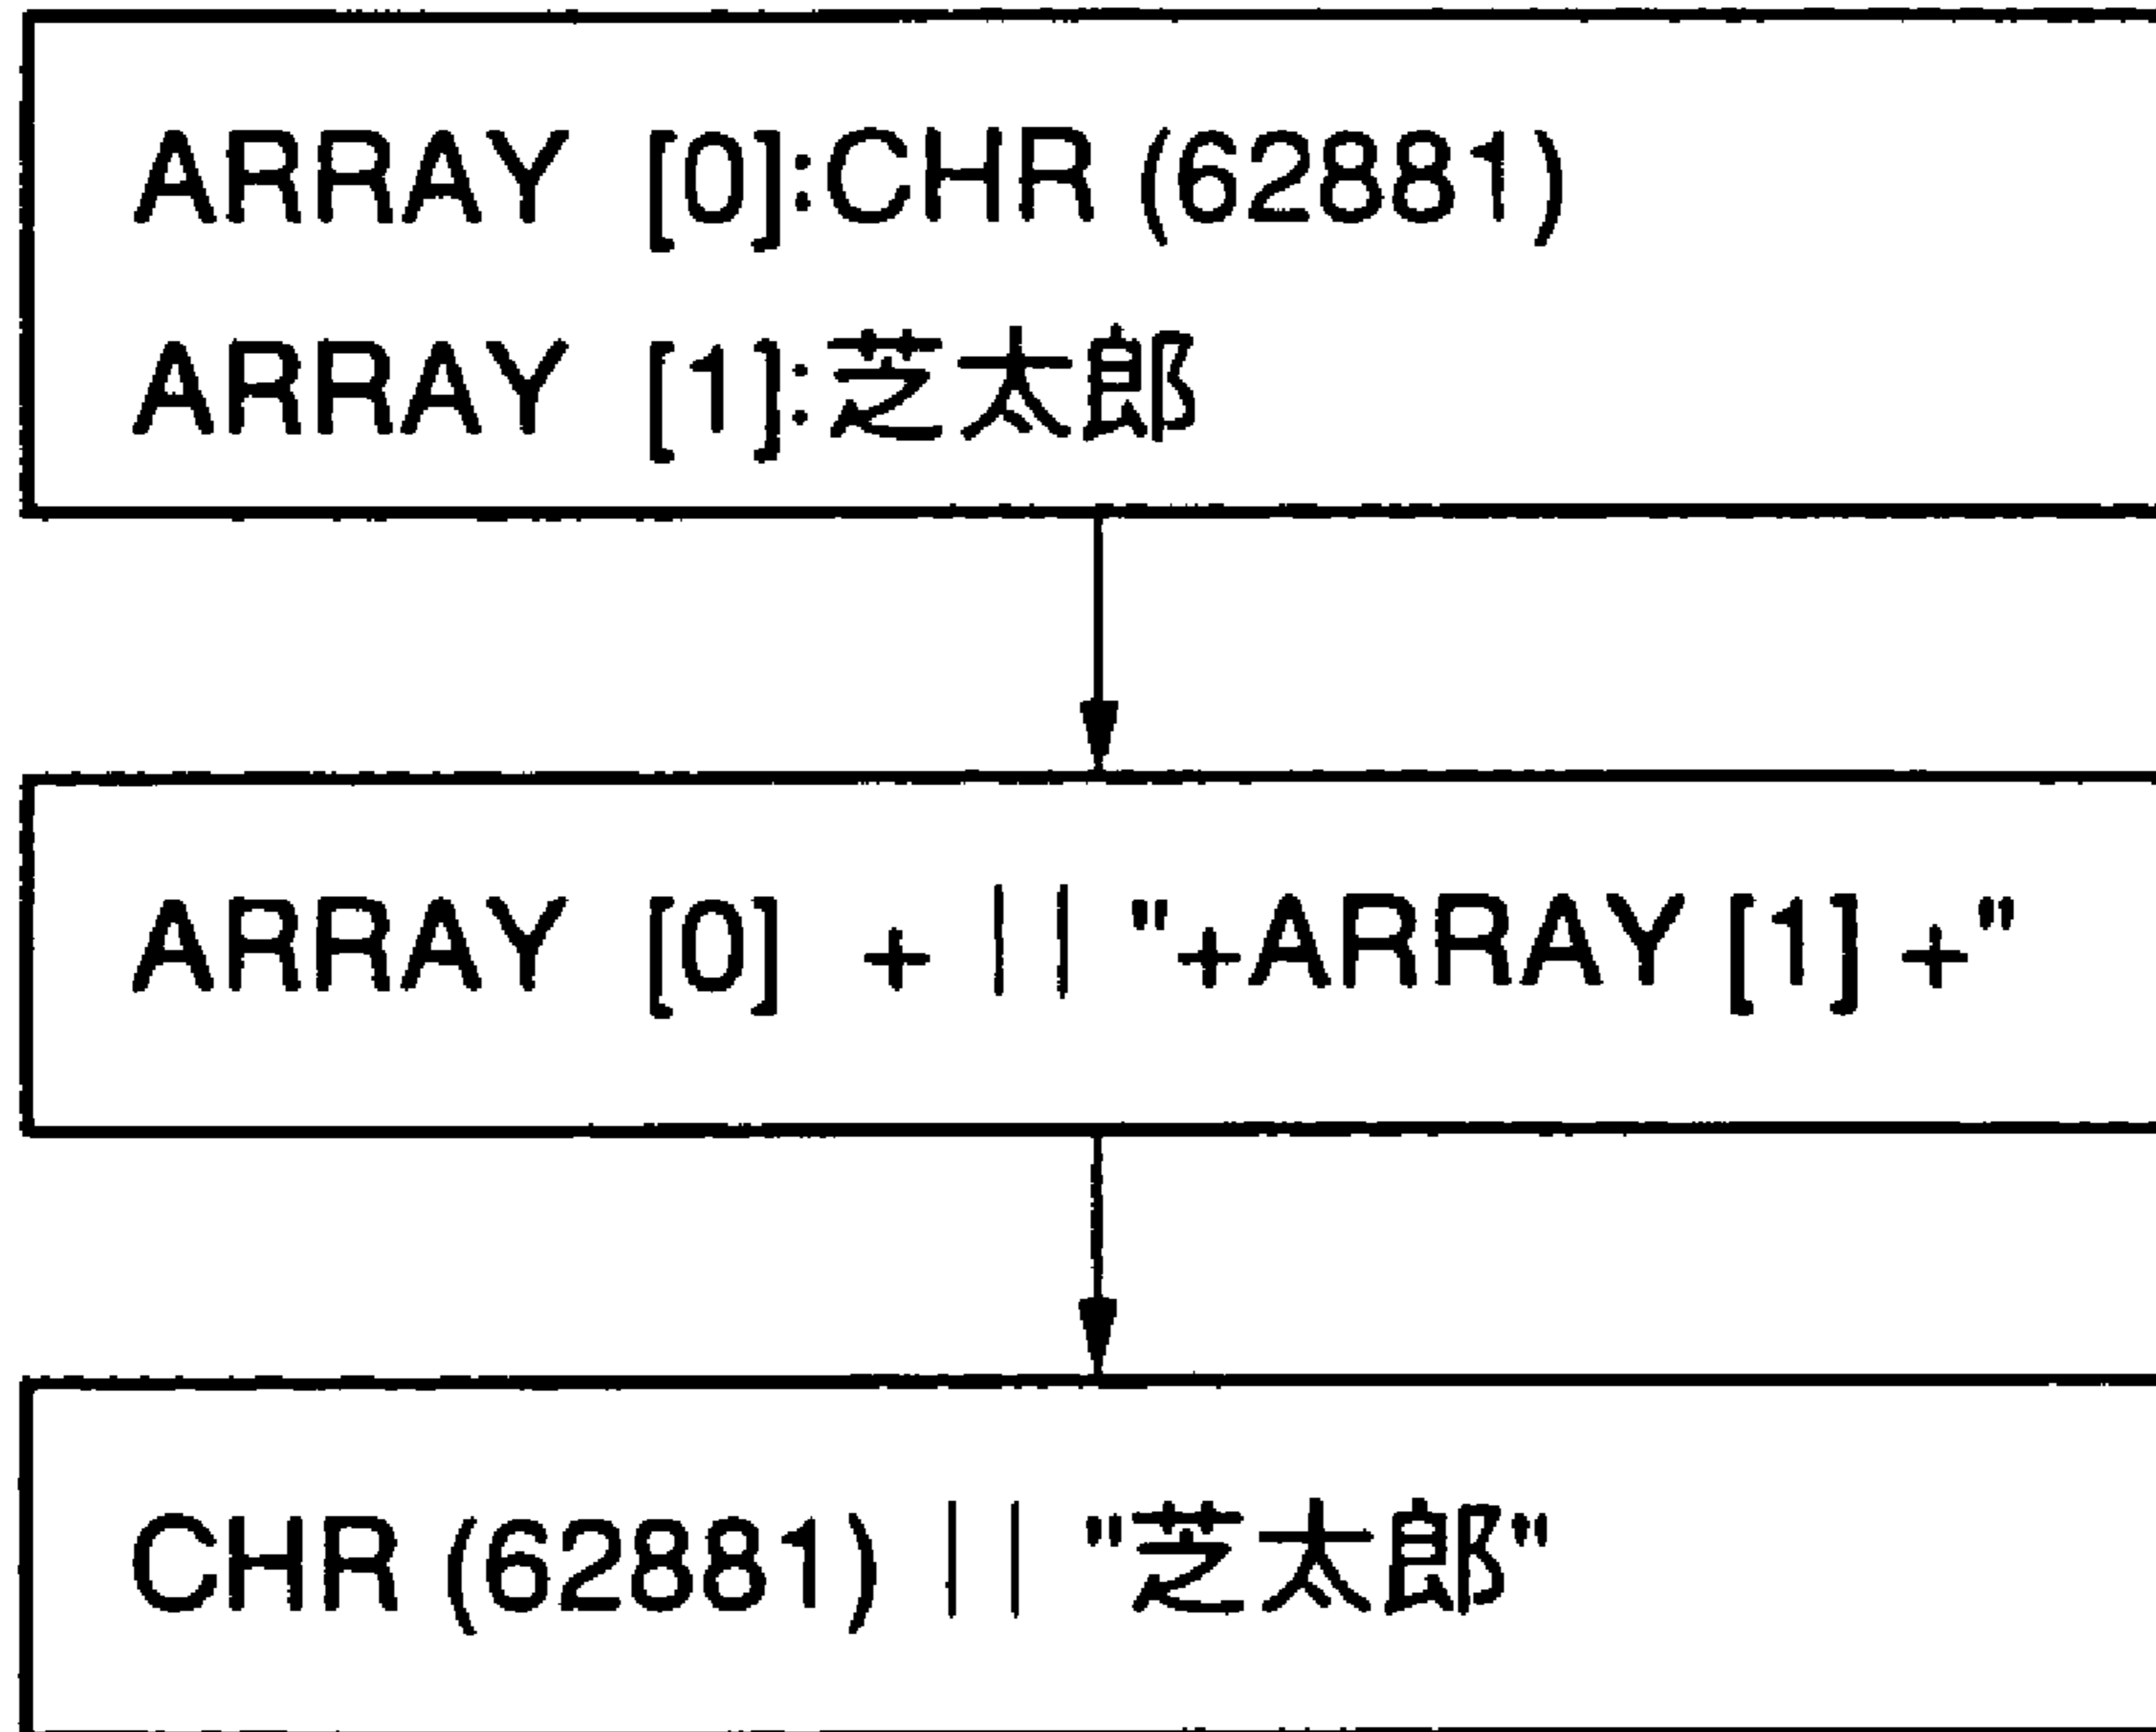 ARRAY [0]:CHR (62881)
ARRAY [1]:芝太郎
ARRAY [0] + || "+ARRAY [1] +"
CHR (62881) || "芝太郎"